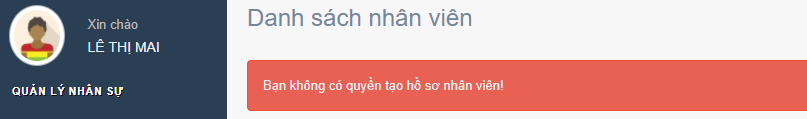 Xin chào
LÊ THỊ MAI
QUẢN LÝ NHÂN SỰ
Danh sách nhân viên
Bạn không có quyền tạo hồ sơ nhân viên!